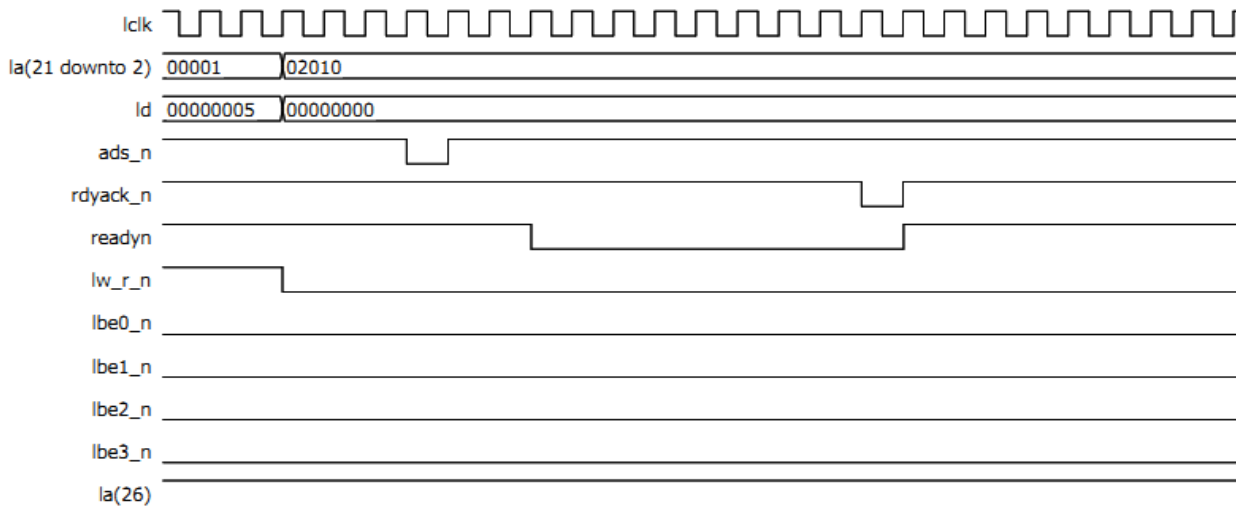 lclk
la(21 downto 2) 00001 02010
ld 00000005 00000000
ads_n
rdyack_n
readyn
lw_r_n
lbe0_n
lbe1_n
lbe2_n
lbe3_n
la(26)